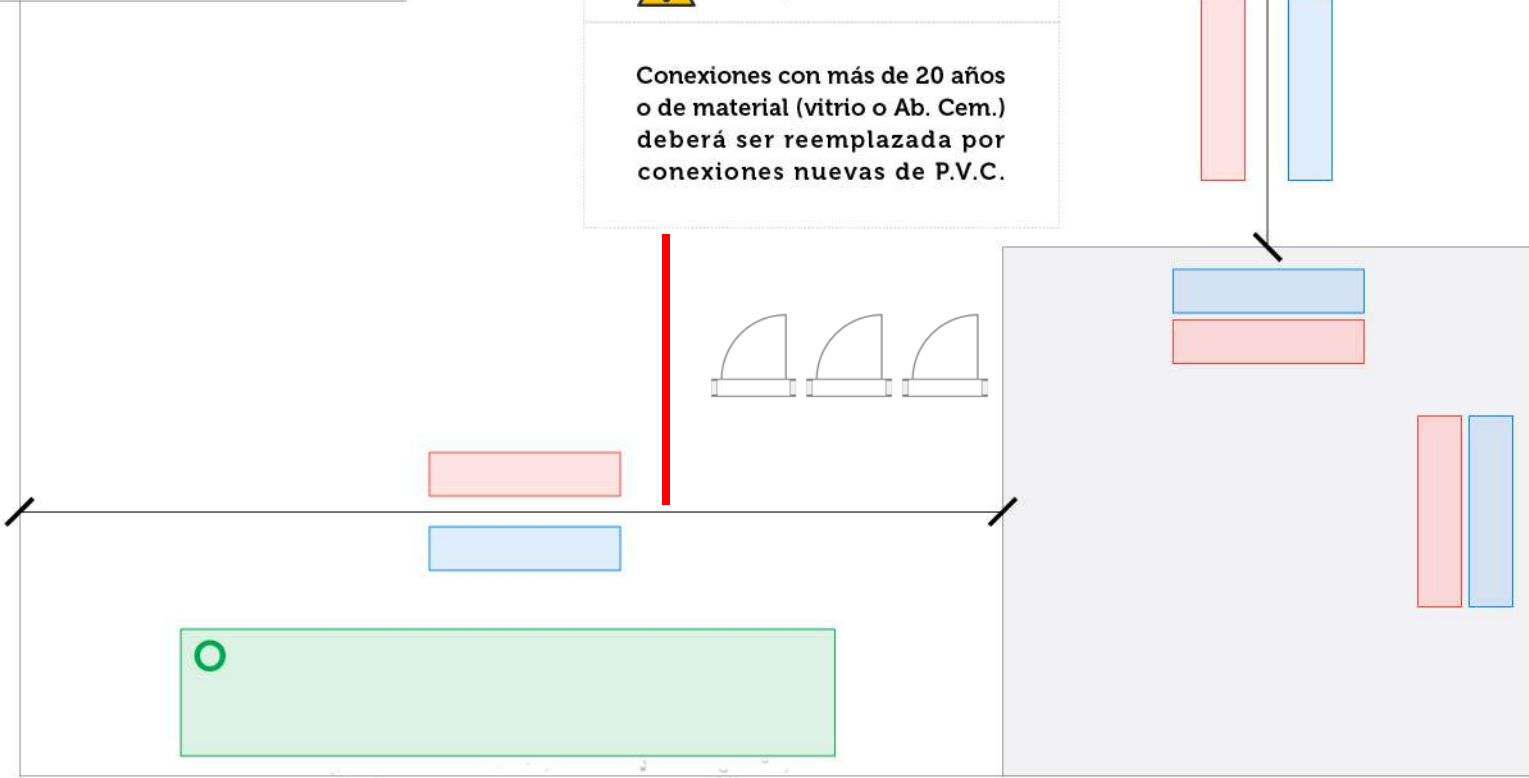 Conexiones con más de 20 años
o de material (vitrio o Ab. Cem.)
deberá ser reemplazada por
conexiones nuevas de P.V.C.